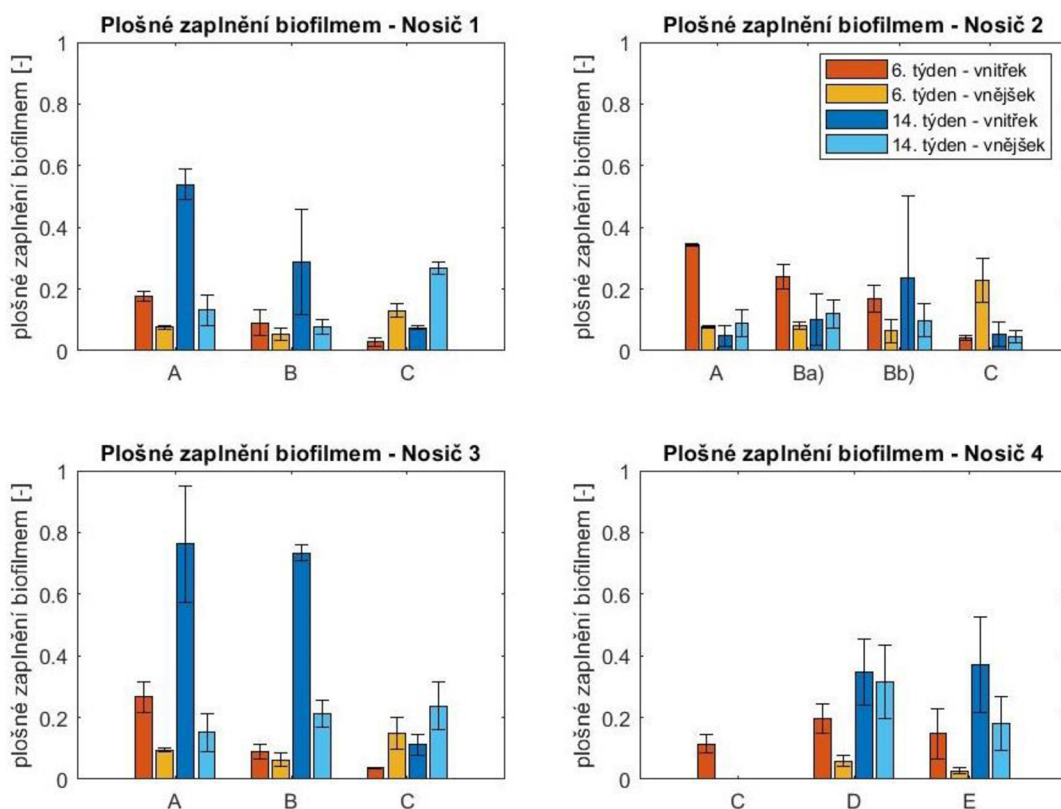 Plošné zaplnění biofilmem - Nosič 1
plošné zaplnění biofilmem [-]
1
0.8
0.6
0.4
0.2
0
A
B
C
Plošné zaplnění biofilmem - Nosič 2
plošné zaplnění biofilmem [-]
1
0.8
0.6
0.4
0.2
0
6. týden - vnitřek
6. týden - vnějšek
14. týden - vnitřek
14. týden - vnějšek
A
Ba)
Bb)
C
Plošné zaplnění biofilmem - Nosič 3
plošné zaplnění biofilmem [-]
1
0.8
0.6
0.4
0.2
0
A
B
C
Plošné zaplnění biofilmem - Nosič 4
plošné zaplnění biofilmem [-]
1
0.8
0.6
0.4
0.2
0
C
D
E